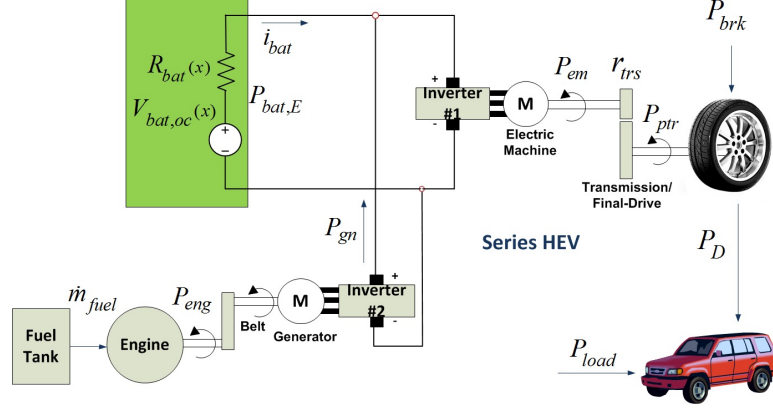 i_bat
R_bat (x)
V_bat,oc (x)
+
−
P_bat,E
+
Inverter
#1
-
M
Electric
Machine
P_em
r_trs
P_ptr
P_brk
Transmission/
Final-Drive
P_D
Series HEV
P_gn
ṁ_fuel
P_eng
Fuel
Tank
Engine
Belt
M
Generator
+
Inverter
#2
-
P_load